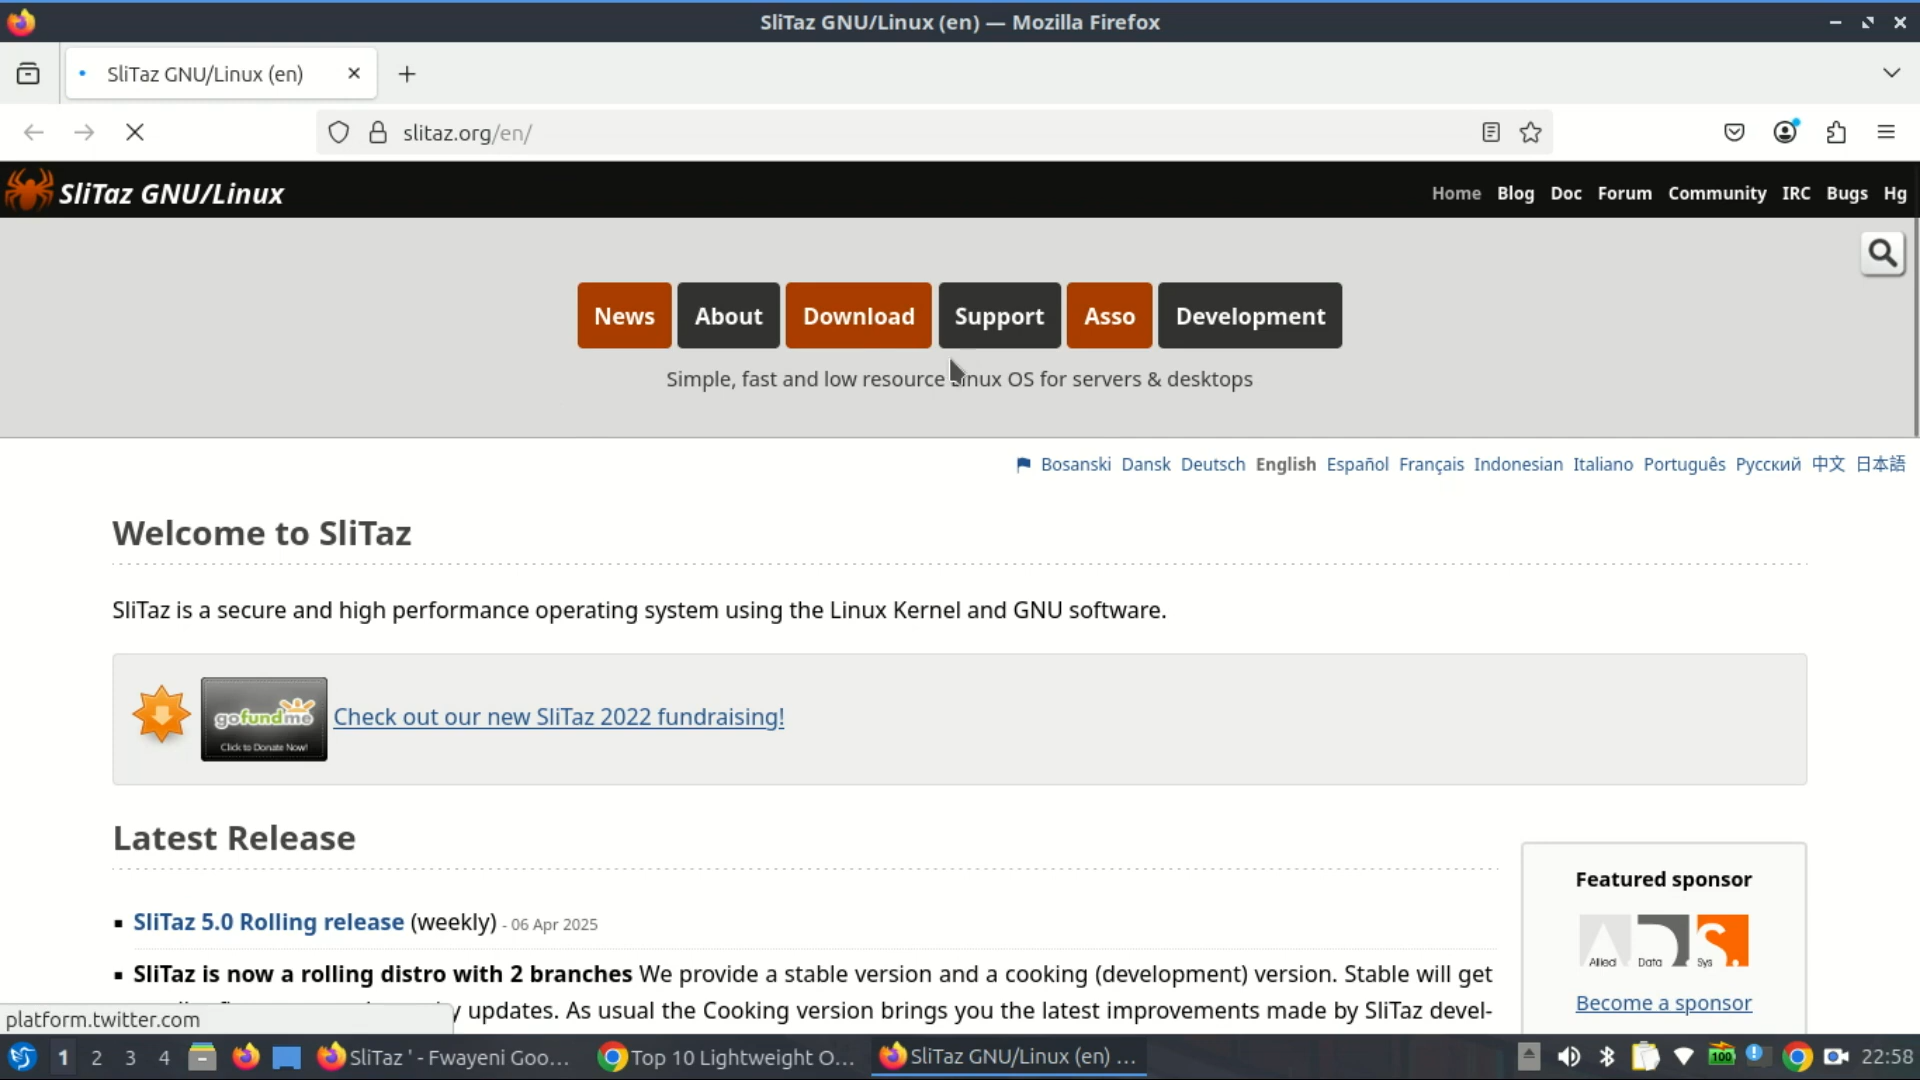 SliTaz GNU/Linux (en) — Mozilla Firefox
SliTaz GNU/Linux (en)
slitaz.org/en/
SliTaz GNU/Linux
Home Blog Doc Forum Community IRC Bugs Hg
News About Download Support Asso Development
Simple, fast and low resource Linux OS for servers & desktops
Bosanski Dansk Deutsch English Español Français Indonesian Italiano Português Русский 中文 日本語
Welcome to SliTaz
SliTaz is a secure and high performance operating system using the Linux Kernel and GNU software.
gofundme
Click to Donate Now!
Check out our new SliTaz 2022 fundraising!
Latest Release
Featured sponsor
SliTaz 5.0 Rolling release (weekly) - 06 Apr 2025
Allied Data Sys
SliTaz is now a rolling distro with 2 branches We provide a stable version and a cooking (development) version. Stable will get
updates. As usual the Cooking version brings you the latest improvements made by SliTaz devel-
Become a sponsor
platform.twitter.com
1 2 3 4 SliTaz ' - Fwayeni Goo... Top 10 Lightweight O... SliTaz GNU/Linux (en) ... 100 22:58